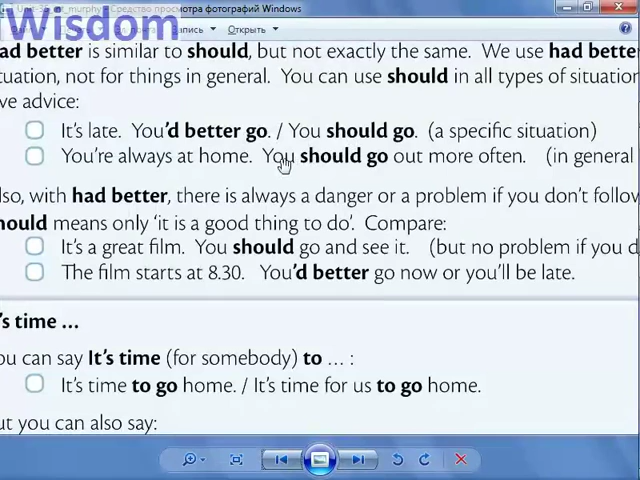 Wisdom
Unit-35_mt_murphy - Средство просмотра фотографий Windows
Запись Открыть
ad better is similar to should, but not exactly the same. We use had bette
tuation, not for things in general. You can use should in all types of situation
ve advice:
It's late. You'd better go. / You should go. (a specific situation)
You're always at home. You should go out more often. (in general
lso, with had better, there is always a danger or a problem if you don't follow
hould means only 'it is a good thing to do'. Compare:
It's a great film. You should go and see it. (but no problem if you d
The film starts at 8.30. You'd better go now or you'll be late.
's time ...
ou can say It's time (for somebody) to ... :
It's time to go home. / It's time for us to go home.
ut you can also say: